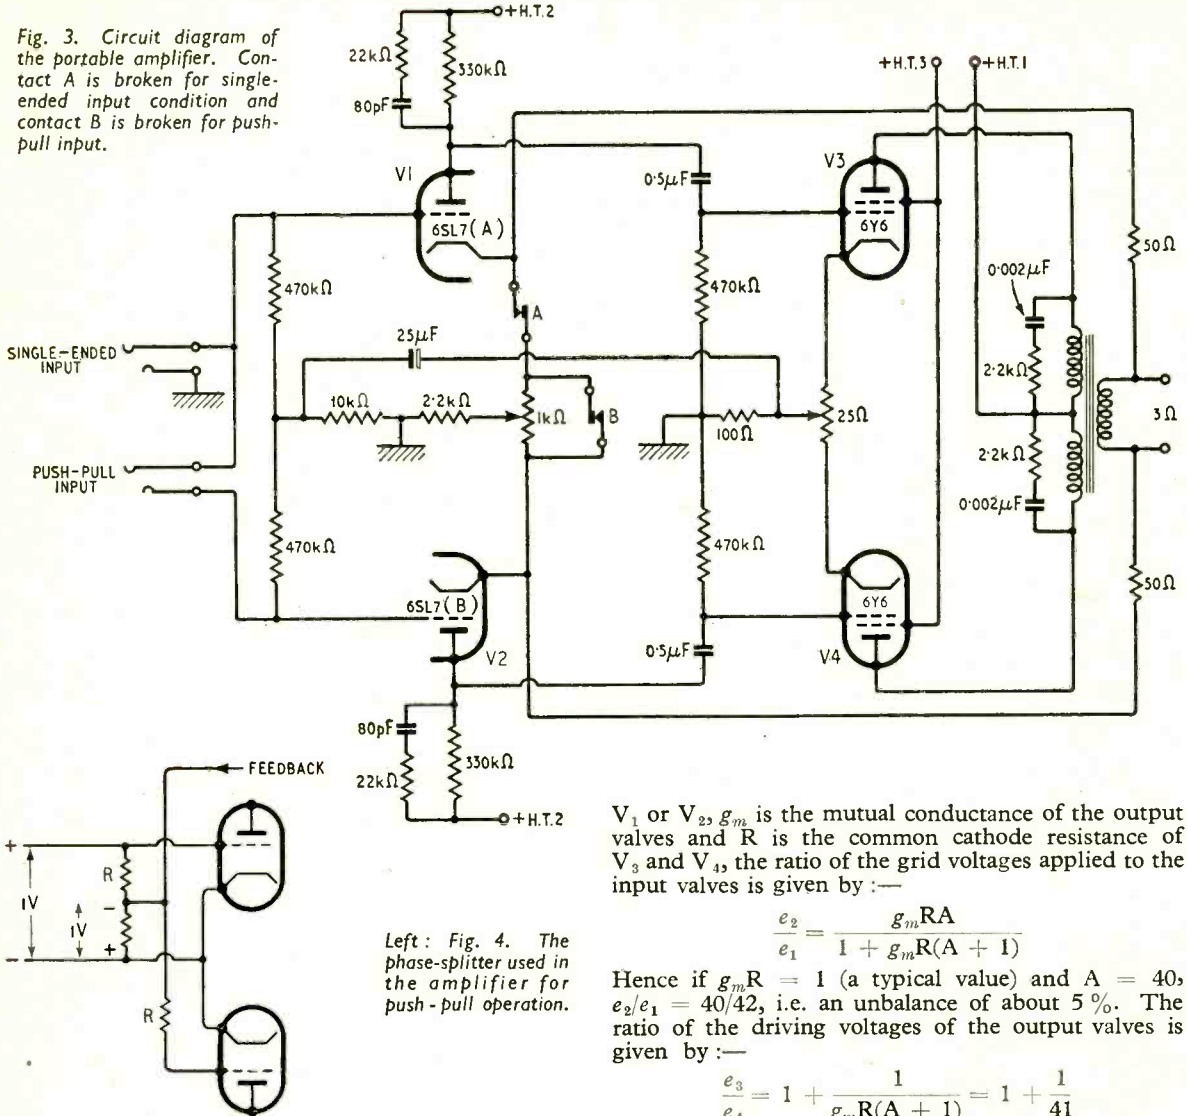 Fig. 3. Circuit diagram of
the portable amplifier. Con-
tact A is broken for single-
ended input condition and
contact B is broken for push-
pull input.
+H.T.2
22kΩ
330kΩ
80pF
+H.T.3
+H.T.1
V1
6SL7(A)
0·5μF
V3
6Y6
50Ω
0·002μF
470kΩ
470kΩ
A
SINGLE-ENDED
INPUT
25μF
2·2kΩ
10kΩ
2·2kΩ
1kΩ
B
100Ω
25Ω
3Ω
PUSH-PULL
INPUT
2·2kΩ
0·002μF
470kΩ
470kΩ
50Ω
6SL7(B)
V2
0·5μF
6Y6
V4
80pF
330kΩ
22kΩ
+H.T.2
FEEDBACK
+
R
1V
-
1V
+
-
R
Left : Fig. 4. The
phase-splitter used in
the amplifier for
push-pull operation.
V₁ or V₂, gₘ is the mutual conductance of the output
valves and R is the common cathode resistance of
V₃ and V₄, the ratio of the grid voltages applied to the
input valves is given by :—
e₂/e₁ = gₘRA/(1 + gₘR(A + 1))
Hence if gₘR = 1 (a typical value) and A = 40,
e₂/e₁ = 40/42, i.e. an unbalance of about 5%. The
ratio of the driving voltages of the output valves is
given by :—
e₃/e₄ = 1 + 1/(gₘR(A + 1)) = 1 + 1/41